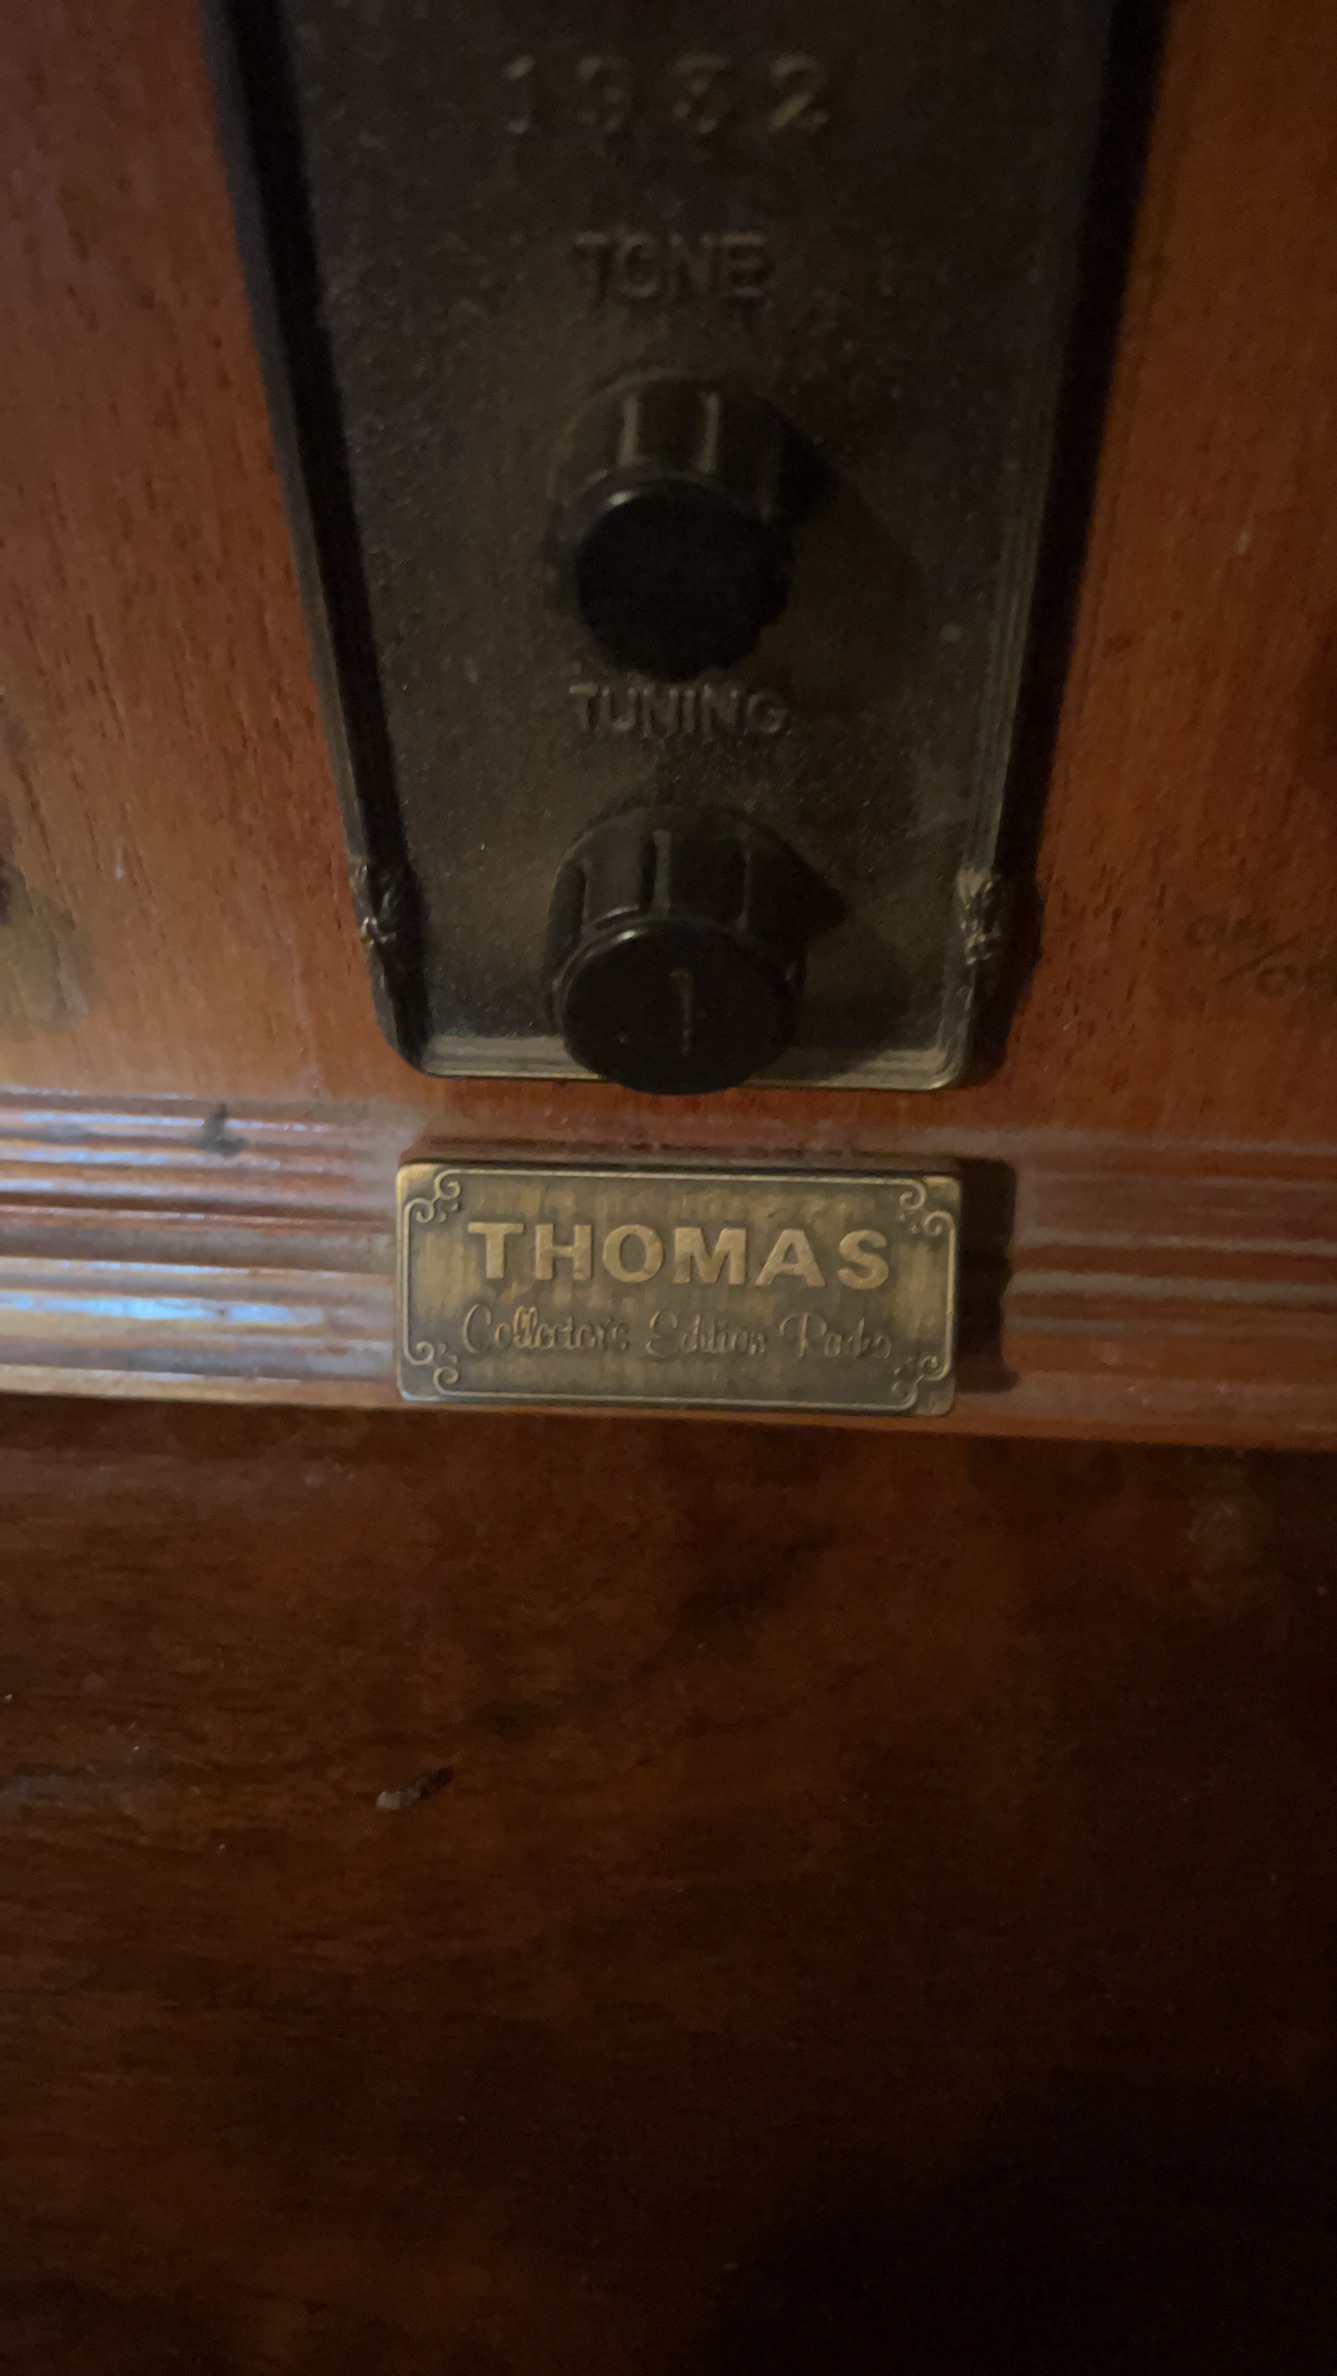 1932
TONE
TUNING
THOMAS
Collector's Edition Radio